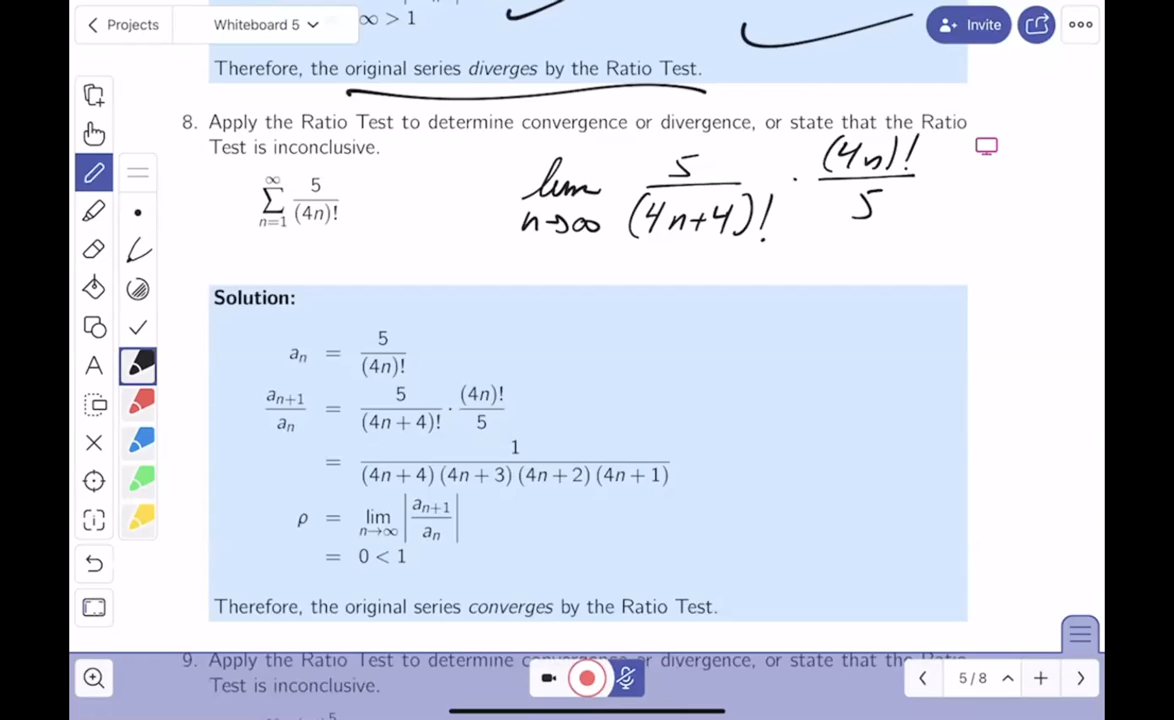 Projects
Whiteboard 5
∞ > 1
Invite
Therefore, the original series diverges by the Ratio Test.
8. Apply the Ratio Test to determine convergence or divergence, or state that the Ratio
Test is inconclusive.
∞∑n=1 5/(4n)!
lim n→∞ 5/(4n+4)! · (4n)!/5
Solution:
aₙ = 5/(4n)!
aₙ₊₁/aₙ = 5/(4n + 4)! · (4n)!/5
= 1/(4n + 4) (4n + 3) (4n + 2) (4n + 1)
ρ = lim n→∞ |aₙ₊₁/aₙ|
= 0 < 1
Therefore, the original series converges by the Ratio Test.
9. Apply the Ratio Test to determine convergence or divergence, or state that the Ratio
Test is inconclusive.
5 / 8